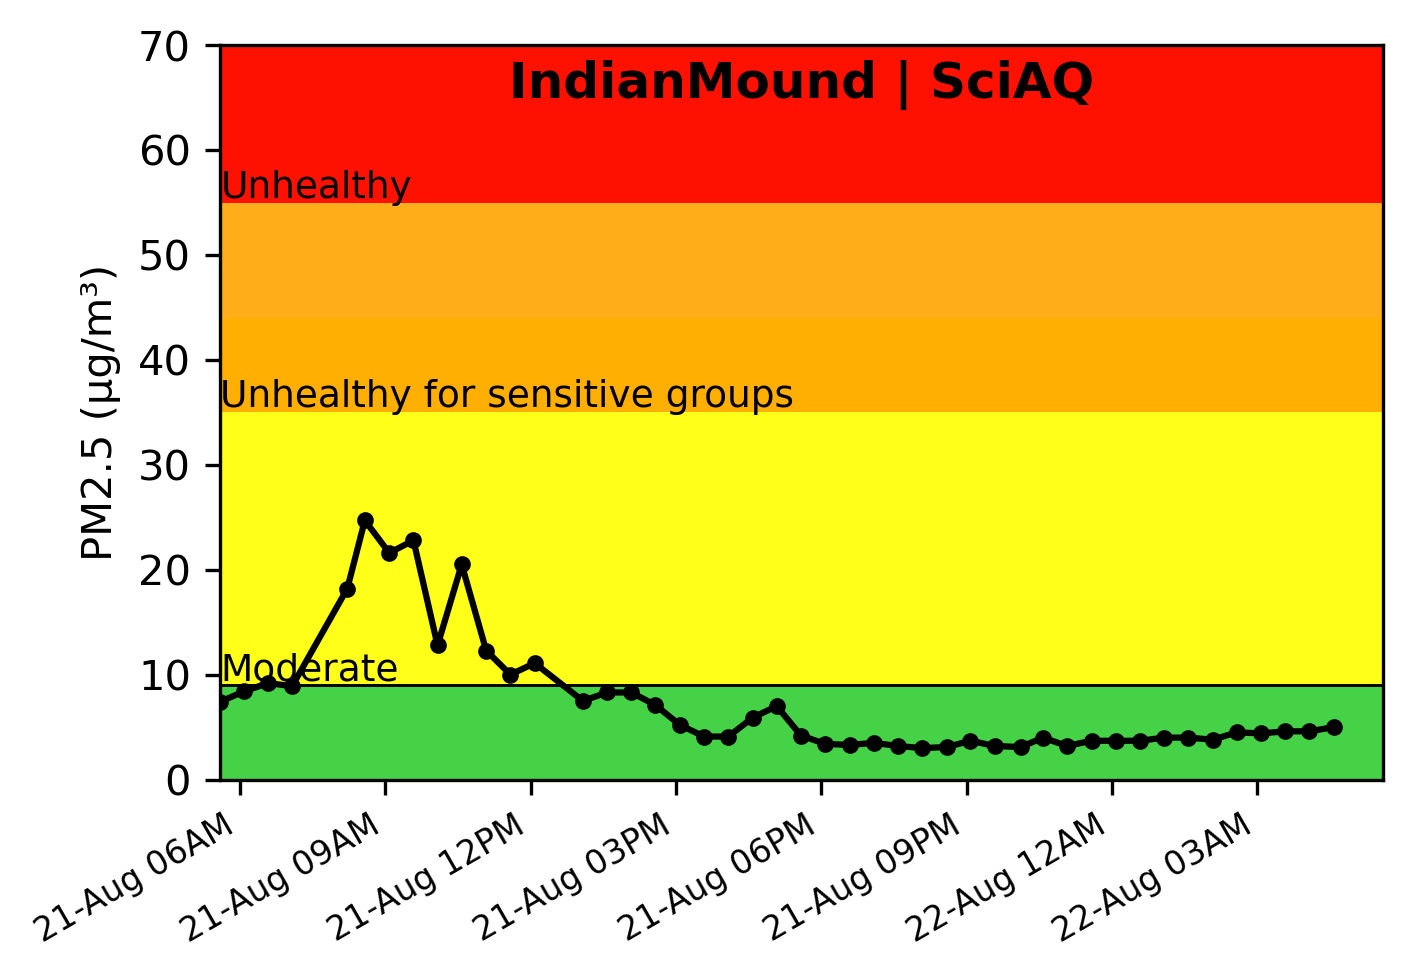 IndianMound | SciAQ
PM2.5 (µg/m³)
70
60
50
40
30
20
10
0
Unhealthy
Unhealthy for sensitive groups
Moderate
21-Aug 06AM
21-Aug 09AM
21-Aug 12PM
21-Aug 03PM
21-Aug 06PM
21-Aug 09PM
22-Aug 12AM
22-Aug 03AM